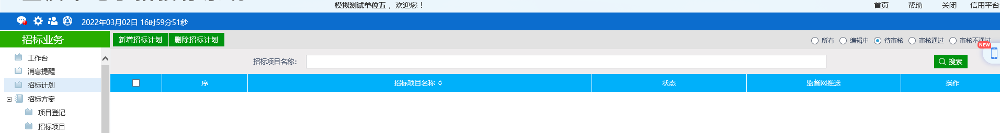 模拟测试单位五 ，欢迎您！
首页 帮助 关闭 信用平台
2022年03月02日 16时59分51秒
招标业务
新增招标计划 删除招标计划
所有 编辑中 待审核 审核通过 审核不通过
NEW
工作台
招标项目名称： 搜索
消息提醒
招标计划
序 招标项目名称 状态 监督网推送 操作
招标方案
项目登记
招标项目